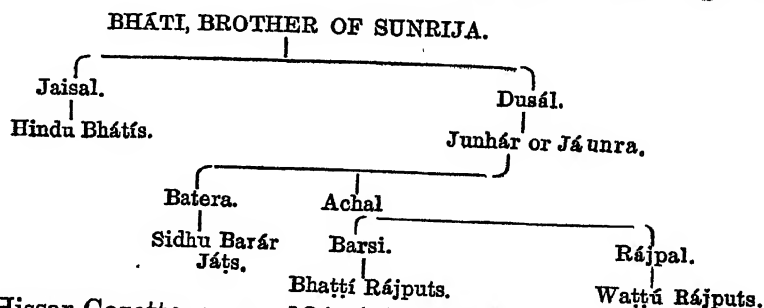 BHÁTI, BROTHER OF SUNRIJA.
Jaisal. Dusál.
Hindu Bhátís. Junhár or Jáunra.
Batera. Achal
Sidhu Barár Barsi. Rájpal.
Játs. Bhaṭṭí Rájputs. Waṭṭú Rájputs.
Hissar